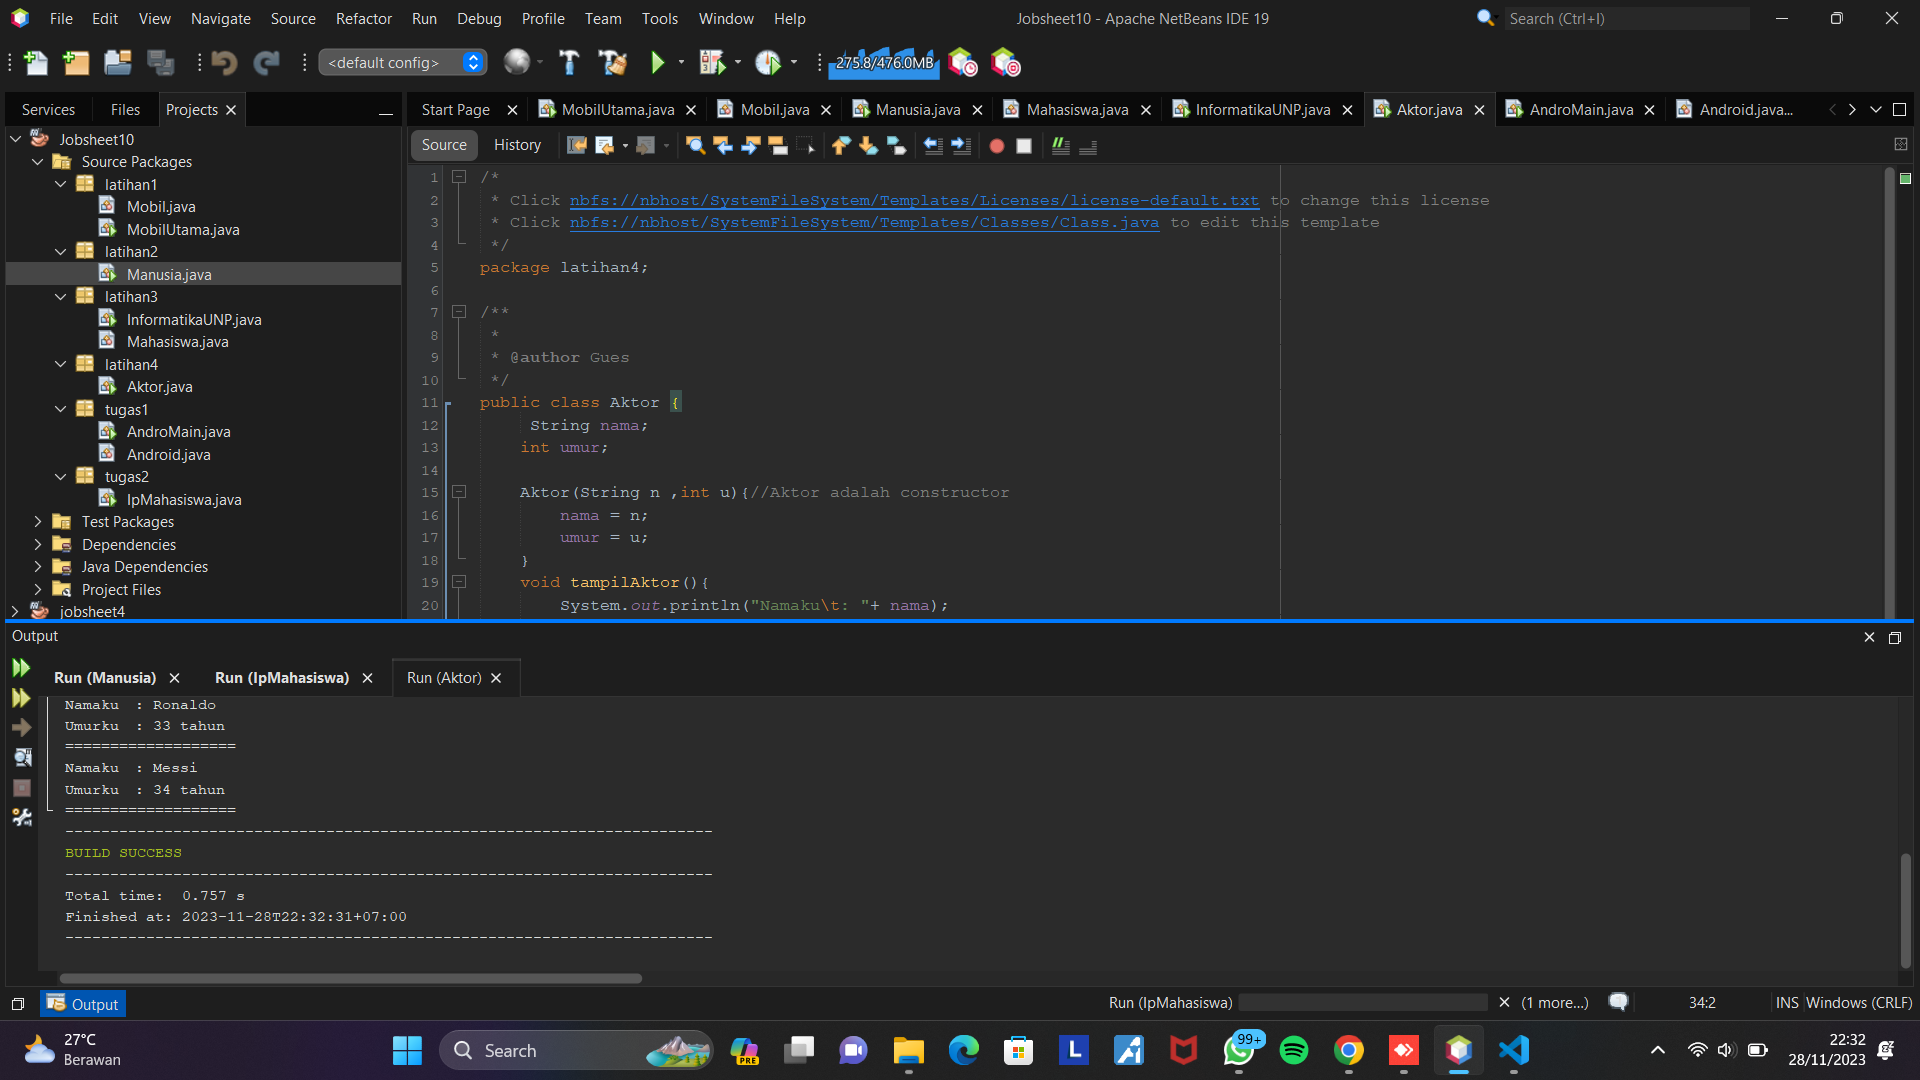 File Edit View Navigate Source Refactor Run Debug Profile Team Tools Window Help
Jobsheet10 - Apache NetBeans IDE 19
Search (Ctrl+I)
<default config>
275.8/476.0MB
Services Files Projects
Start Page MobilUtama.java Mobil.java Manusia.java Mahasiswa.java InformatikaUNP.java Aktor.java AndroMain.java Android.java...
Source History
Jobsheet10
Source Packages
latihan1
Mobil.java
MobilUtama.java
latihan2
Manusia.java
latihan3
InformatikaUNP.java
Mahasiswa.java
latihan4
Aktor.java
tugas1
AndroMain.java
Android.java
tugas2
IpMahasiswa.java
Test Packages
Dependencies
Java Dependencies
Project Files
jobsheet4
1 /*
2 * Click nbfs://nbhost/SystemFileSystem/Templates/Licenses/license-default.txt to change this license
3 * Click nbfs://nbhost/SystemFileSystem/Templates/Classes/Class.java to edit this template
4 */
5 package latihan4;
6
7 /**
8 *
9 * @author Gues
10 */
11 public class Aktor {
12 String nama;
13 int umur;
14
15 Aktor(String n ,int u){//Aktor adalah constructor
16 nama = n;
17 umur = u;
18 }
19 void tampilAktor(){
20 System.out.println("Namaku\t: "+ nama);
Output
Run (Manusia) Run (IpMahasiswa) Run (Aktor)
Namaku : Ronaldo
Umurku : 33 tahun
===================
Namaku : Messi
Umurku : 34 tahun
===================
------------------------------------------------------------------------
BUILD SUCCESS
------------------------------------------------------------------------
Total time: 0.757 s
Finished at: 2023-11-28T22:32:31+07:00
------------------------------------------------------------------------
Output
Run (IpMahasiswa) (1 more...) 34:2 INS Windows (CRLF)
27°C
Berawan
Search
PRE
L
99+
22:32
28/11/2023